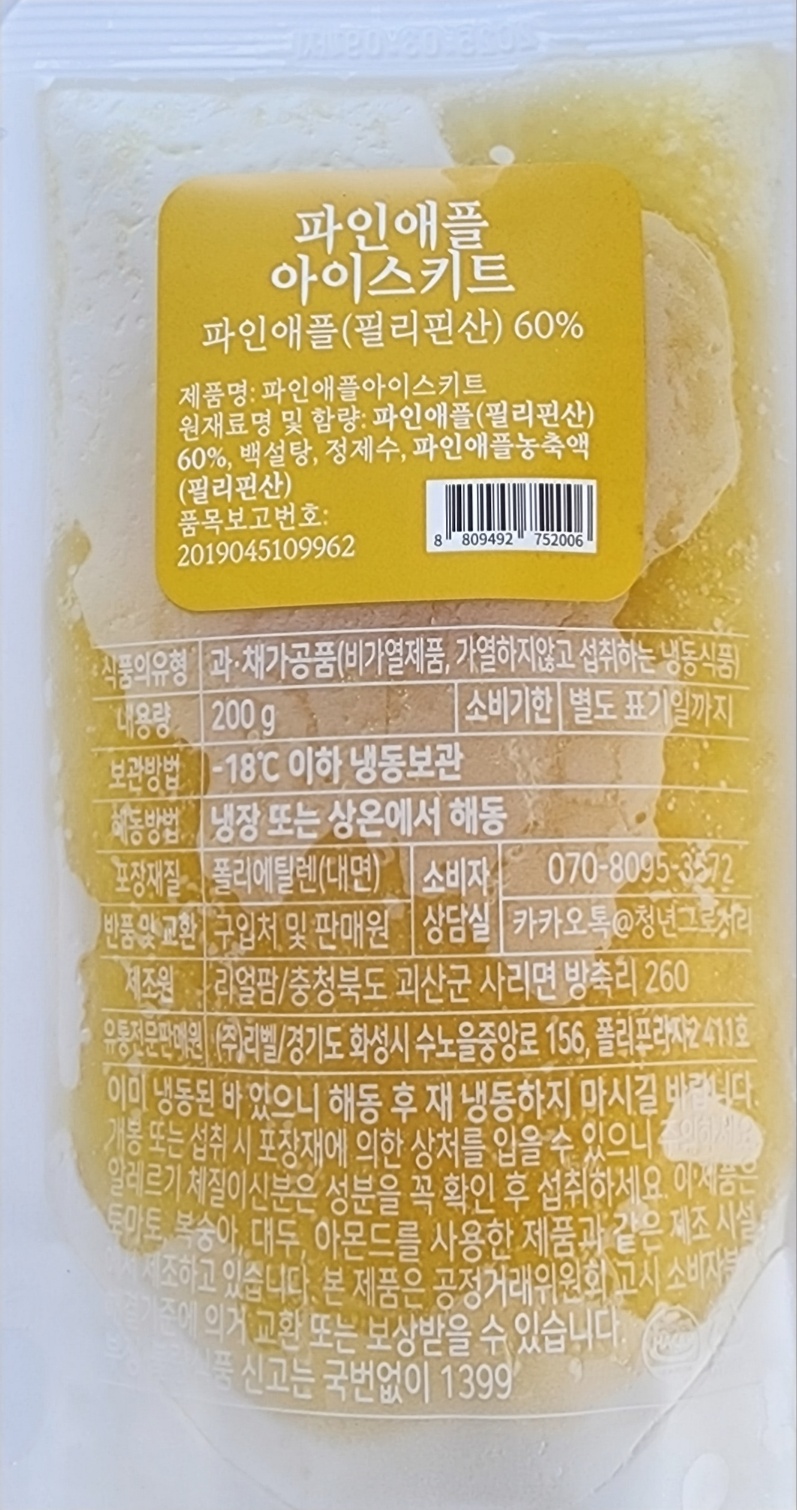 파인애플
아이스키트
파인애플(필리핀산) 60%
제품명: 파인애플아이스키트
원재료명 및 함량: 파인애플(필리핀산)
60%, 백설탕, 정제수, 파인애플농축액
(필리핀산)
품목보고번호:
2019045109962
8 809492 752006
식품의유형 과·채가공품(비가열제품, 가열하지않고 섭취하는 냉동식품)
내용량 200 g 소비기한 별도 표기일까지
보관방법 -18℃ 이하 냉동보관
해동방법 냉장 또는 상온에서 해동
포장재질 폴리에틸렌(내면) 소비자 070-8095-3572
반품 및 교환 구입처 및 판매원 상담실 카카오톡@청년그로서리
제조원 리얼팜/충청북도 괴산군 사리면 방축리 260
유통전문판매원 (주)리벨/경기도 화성시 수노을중앙로 156, 411호
이미 냉동된 바 있으니 해동 후 재 냉동하지 마시길 바랍니다.
개봉 또는 섭취 시 포장재에 의한 상처를 입을 수 있으니 주의하세요
알레르기 체질이신분은 성분을 꼭 확인 후 섭취하세요. 이 제품은
토마토, 복숭아, 대두, 아몬드를 사용한 제품과 같은 제조 시설
에서 제조하고 있습니다. 본 제품은 공정거래위원회 고시 소비자분
의거 교환 또는 보상받을 수 있습니다.
신고는 국번없이 1399